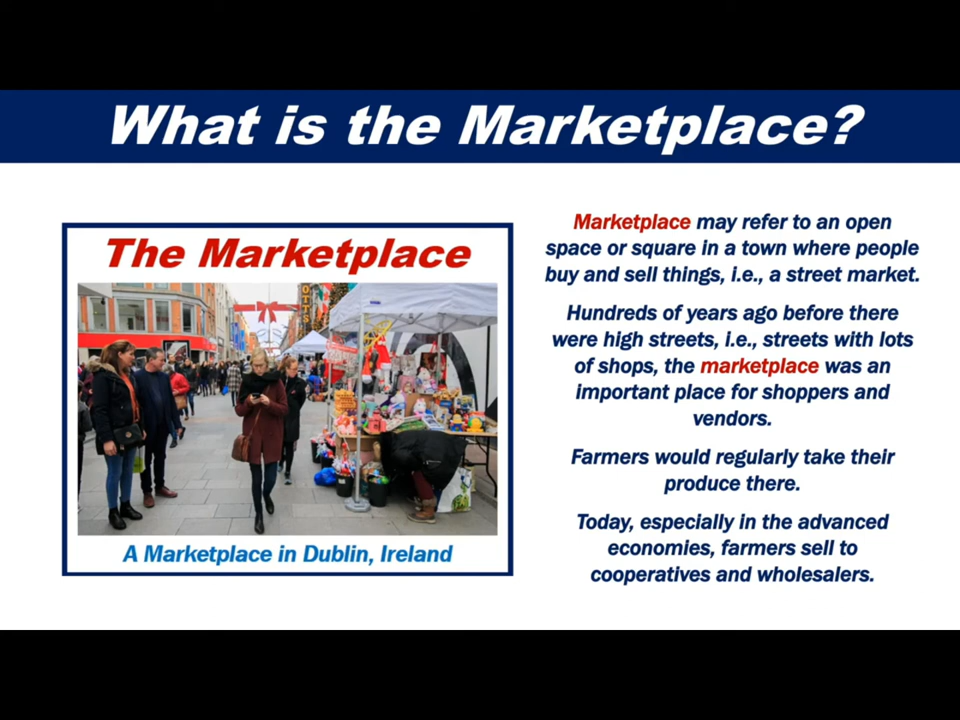 What is the Marketplace?
The Marketplace
A Marketplace in Dublin, Ireland
Marketplace may refer to an open
space or square in a town where people
buy and sell things, i.e., a street market.
Hundreds of years ago before there
were high streets, i.e., streets with lots
of shops, the marketplace was an
important place for shoppers and
vendors.
Farmers would regularly take their
produce there.
Today, especially in the advanced
economies, farmers sell to
cooperatives and wholesalers.